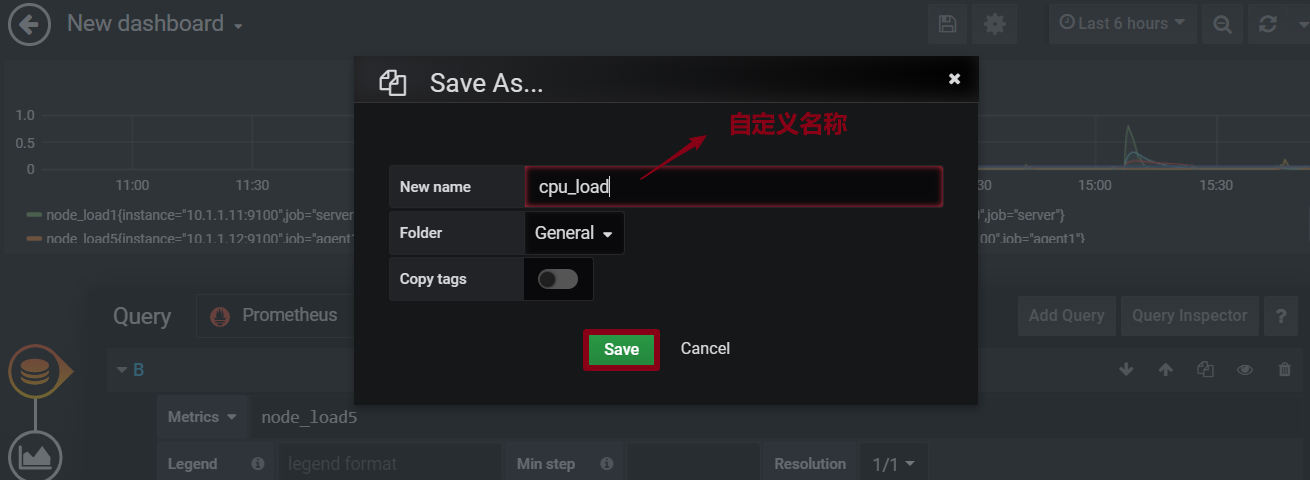 New dashboard
Last 6 hours
Save As...
自定义名称
1.0
0.5
0
11:00
11:30
:30
15:00
15:30
New name
cpu_load
node_load1{instance="10.1.1.11:9100",job="server
",job="server"}
Folder
General
node_load5{instance="10.1.1.12:9100",job="agent1
00",job="agent1"}
Copy tags
Query
Prometheus
Add Query
Query Inspector
?
Save
Cancel
B
Metrics
node_load5
Legend
legend format
Min step
Resolution
1/1